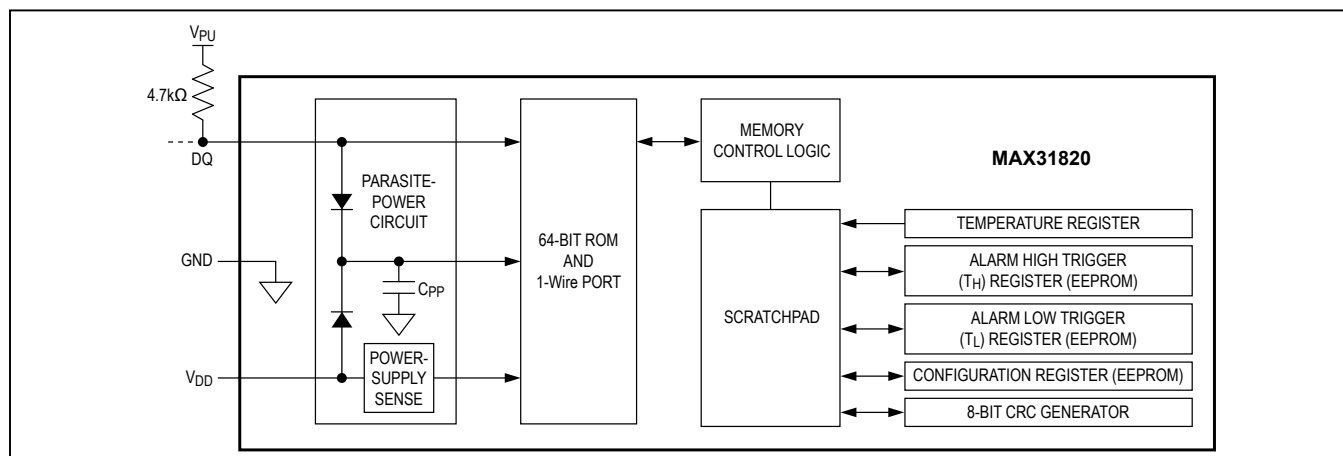 VPU
4.7kΩ
DQ
GND
VDD
PARASITE-
POWER
CIRCUIT
CPP
POWER-
SUPPLY
SENSE
64-BIT ROM
AND
1-Wire PORT
MEMORY
CONTROL LOGIC
SCRATCHPAD
MAX31820
TEMPERATURE REGISTER
ALARM HIGH TRIGGER
(TH) REGISTER (EEPROM)
ALARM LOW TRIGGER
(TL) REGISTER (EEPROM)
CONFIGURATION REGISTER (EEPROM)
8-BIT CRC GENERATOR